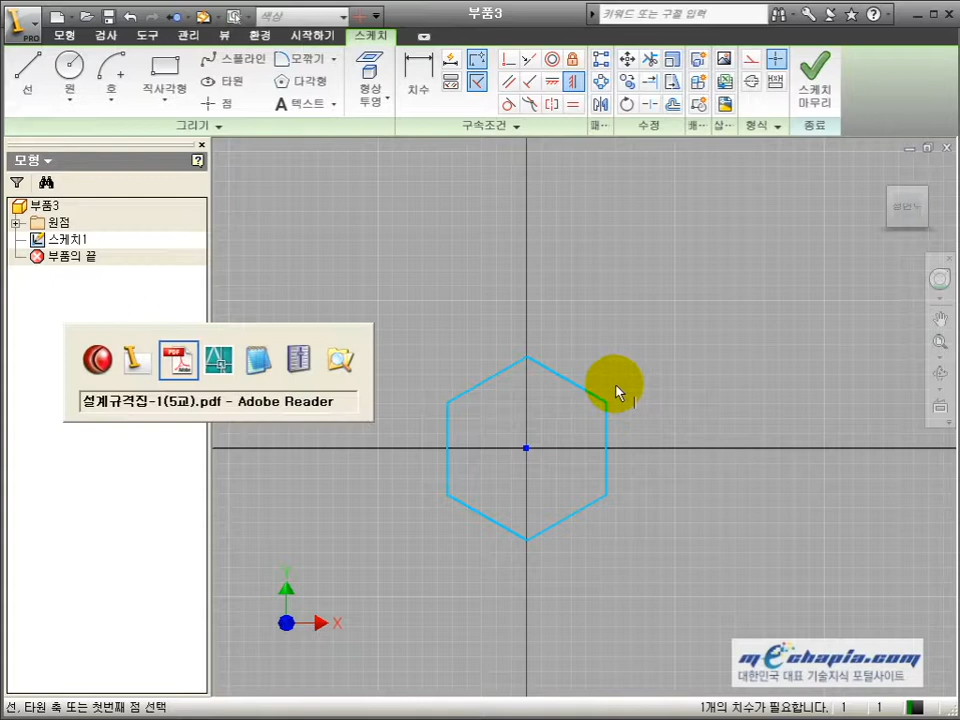 PRO
색상
부품3
키워드 또는 구절 입력
모형 검사 도구 관리 뷰 환경 시작하기 스케치
선 원 호 직사각형
스플라인 모깎기
타원 다각형
점 텍스트
형상
투영
치수
스케치
마무리
그리기 구속조건 패... 수정 배... 삽... 형식 종료
모형
부품3
원점
스케치1
부품의 끝
설계규격집-1(5교).pdf - Adobe Reader
Y
X
mechapia.com
대한민국 대표 기술지식 포털사이트
선, 타원 축 또는 첫번째 점 선택
1개의 치수가 필요합니다. 1 1